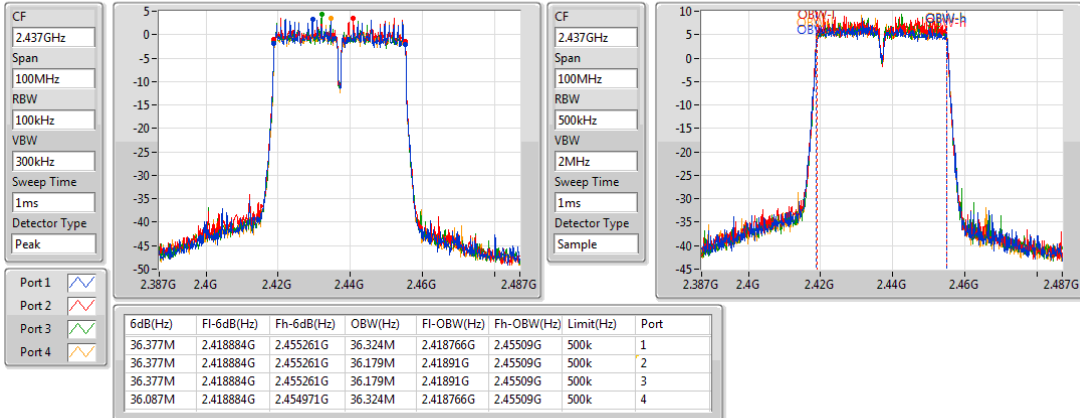 CF
2.437GHz
Span
100MHz
RBW
100kHz
VBW
300kHz
Sweep Time
1ms
Detector Type
Peak
5
0
-5
-10
-15
-20
-25
-30
-35
-40
-45
-50
2.387G 2.4G 2.42G 2.44G 2.46G 2.487G
CF
2.437GHz
Span
100MHz
RBW
500kHz
VBW
2MHz
Sweep Time
1ms
Detector Type
Sample
10
5
0
-5
-10
-15
-20
-25
-30
-35
-40
-45
OBW-l
OBW-h
2.387G 2.4G 2.42G 2.44G 2.46G 2.487G
Port 1
Port 2
Port 3
Port 4
6dB(Hz) Fl-6dB(Hz) Fh-6dB(Hz) OBW(Hz) Fl-OBW(Hz) Fh-OBW(Hz) Limit(Hz) Port
36.377M 2.418884G 2.455261G 36.324M 2.418766G 2.45509G 500k 1
36.377M 2.418884G 2.455261G 36.179M 2.41891G 2.45509G 500k 2
36.377M 2.418884G 2.455261G 36.179M 2.41891G 2.45509G 500k 3
36.087M 2.418884G 2.454971G 36.324M 2.418766G 2.45509G 500k 4